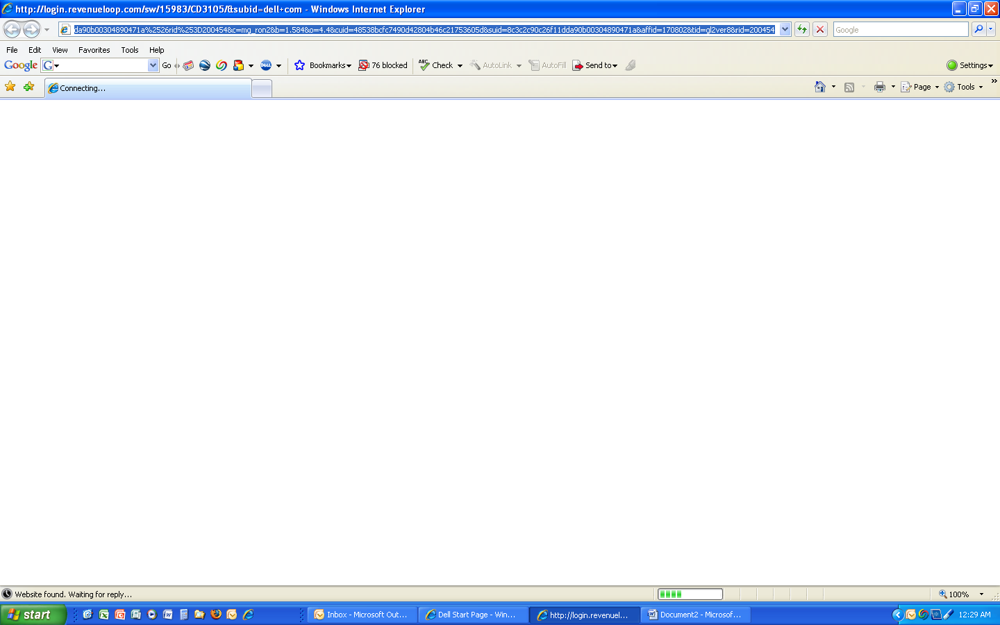 http://login.revenueloop.com/sw/15983/CD3105/&subid=dell+com - Windows Internet Explorer
da90b00304890471a%2526rid%253D200454&c=mg_ron2&b=1.584&o=4.4&cuid=48538bcfc7490d42804b46c21753605d&suid=8c3c2c90c26f11dda90b00304890471a&affid=170802&tid=gl2ver8&rid=200454 Google
File Edit View Favorites Tools Help
Google G Go DELL Bookmarks 76 blocked ABC Check AutoLink AutoFill Send to Settings
Connecting... Page Tools
Website found. Waiting for reply... 100%
start Inbox - Microsoft Out... Dell Start Page - Win... http://login.revenuel... Document2 - Microsof... 12:29 AM